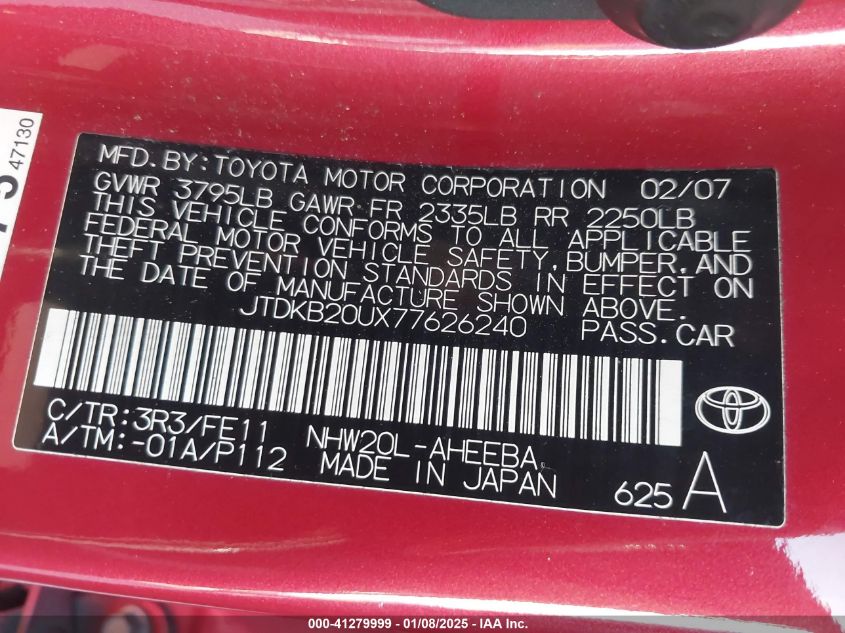 47130
MFD. BY: TOYOTA MOTOR CORPORATION 02/07
GVWR 3795LB GAWR FR 2335LB RR 2250LB
THIS VEHICLE CONFORMS TO ALL APPLICABLE
FEDERAL MOTOR VEHICLE SAFETY, BUMPER, AND
THEFT PREVENTION STANDARDS IN EFFECT ON
THE DATE OF MANUFACTURE SHOWN ABOVE.
JTDKB20UX77626240 PASS. CAR
C/TR: 3R3/FE11 NHW20L-AHEEBA
A/TM: -01A/P112 MADE IN JAPAN
625 A
000-41279999 - 01/08/2025 - IAA Inc.